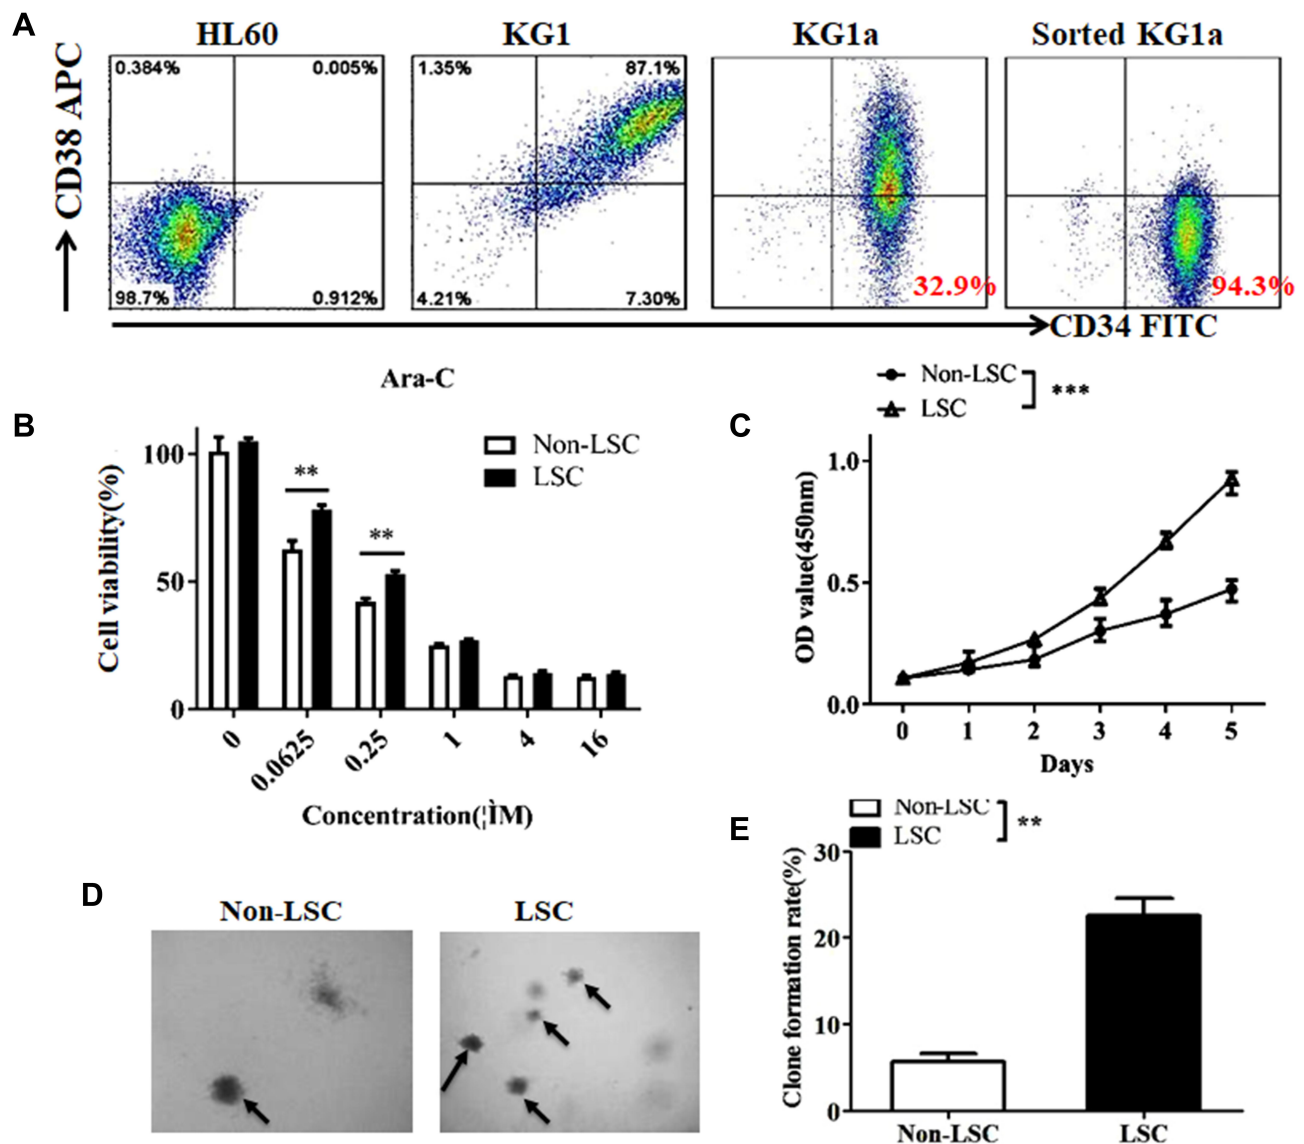 A
HL60
KG1
KG1a
Sorted KG1a
CD38 APC
0.384%
0.005%
1.35%
87.1%
98.7%
0.912%
4.21%
7.30%
32.9%
94.3%
CD34 FITC
B
Ara-C
Non-LSC
LSC
**
**
Cell viability(%)
100
50
0
0
0.0625
0.25
1
4
16
Concentration(¦ÌM)
C
Non-LSC
LSC
***
OD value(450nm)
1.0
0.5
0.0
0
1
2
3
4
5
Days
D
Non-LSC
LSC
E
Non-LSC
LSC
**
Clone formation rate(%)
30
20
10
0
Non-LSC
LSC